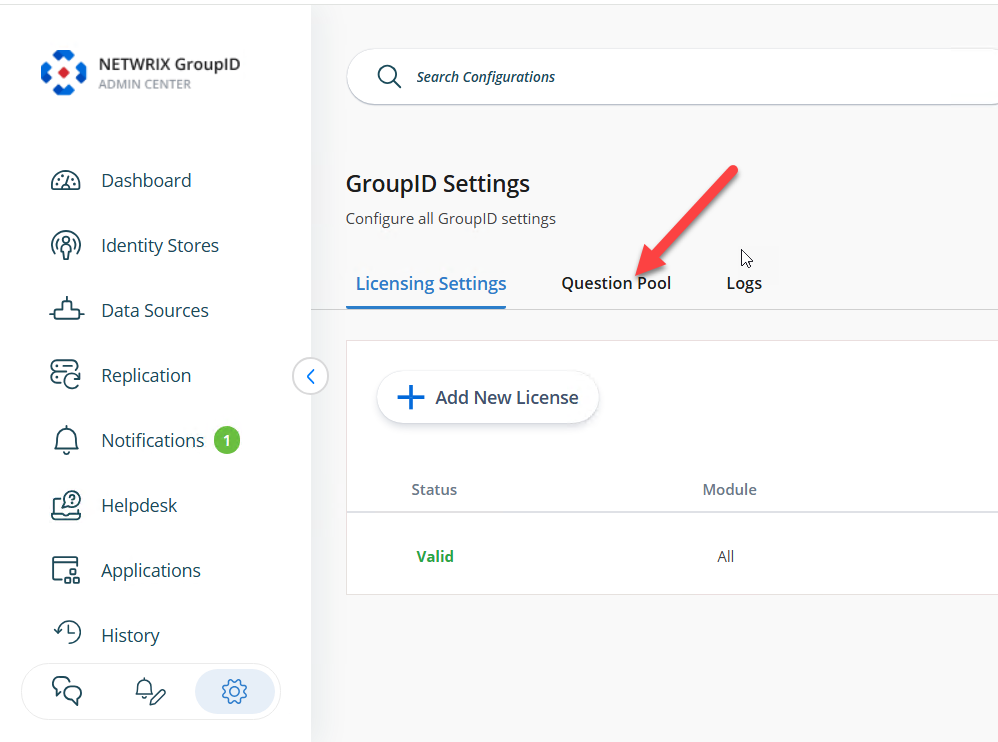 NETWRIX GroupID
ADMIN CENTER
Search Configurations
Dashboard
Identity Stores
Data Sources
Replication
Notifications 1
Helpdesk
Applications
History
GroupID Settings
Configure all GroupID settings
Licensing Settings Question Pool Logs
Add New License
Status Module
Valid All